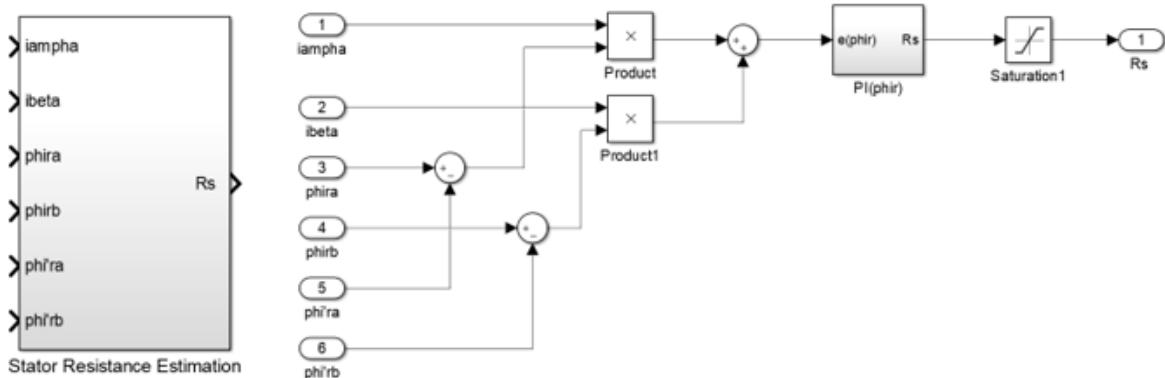 iampha
ibeta
phira
phirb
phi'ra
phi'rb
Rs
Stator Resistance Estimation
1
iampha
2
ibeta
3
phira
4
phirb
5
phi'ra
6
phi'rb
×
Product
×
Product1
+
-
+
-
+
+
e(phir) Rs
PI(phir)
Saturation1
1
Rs